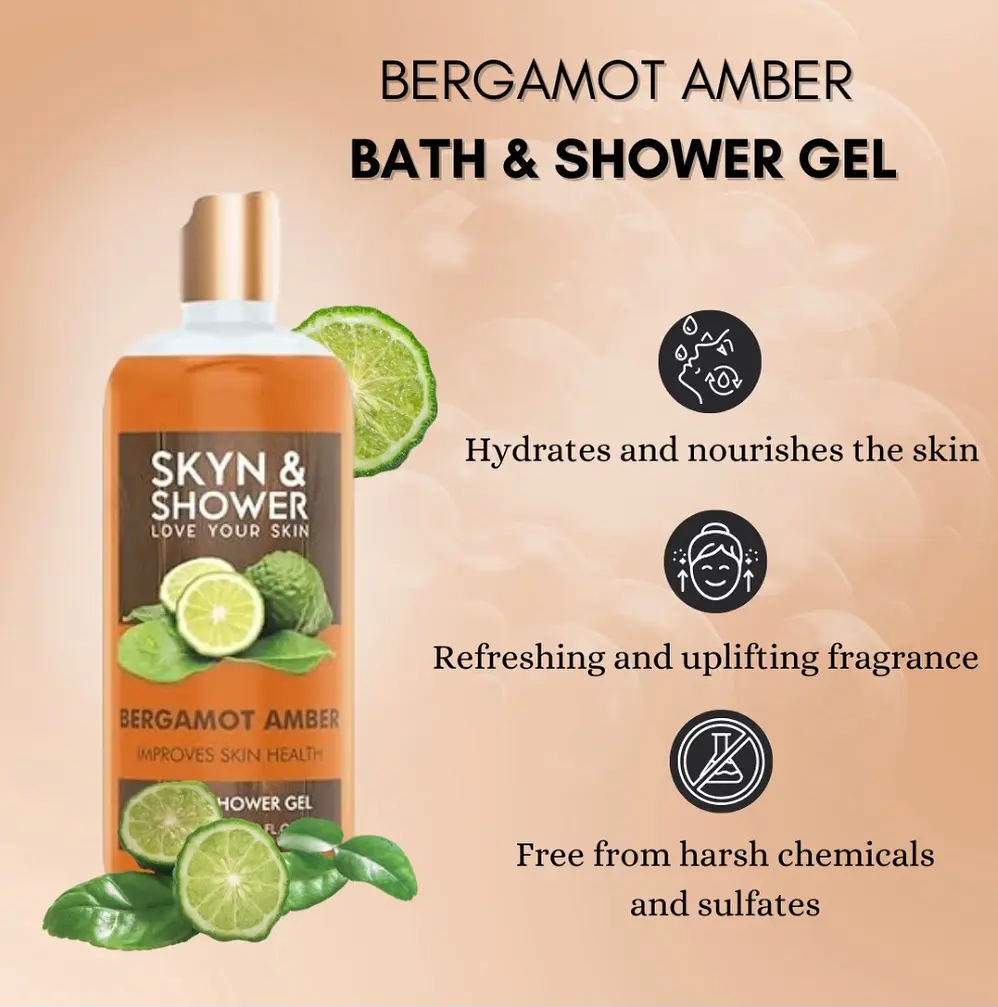 BERGAMOT AMBER
BATH & SHOWER GEL
SKYN &
SHOWER
LOVE YOUR SKIN
BERGAMOT AMBER
IMPROVES SKIN HEALTH
GEL
Hydrates and nourishes the skin
Refreshing and uplifting fragrance
Free from harsh chemicals
and sulfates